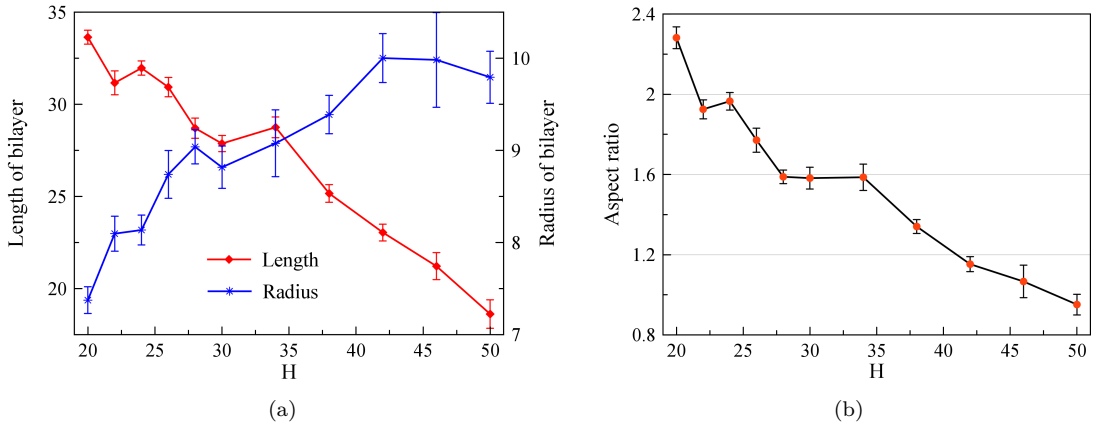 35
30
25
20
Length of bilayer
10
9
8
7
Radius of bilayer
Length
Radius
20 25 30 35 40 45 50
H
(a)
2.4
2
1.6
1.2
0.8
Aspect ratio
20 25 30 35 40 45 50
H
(b)